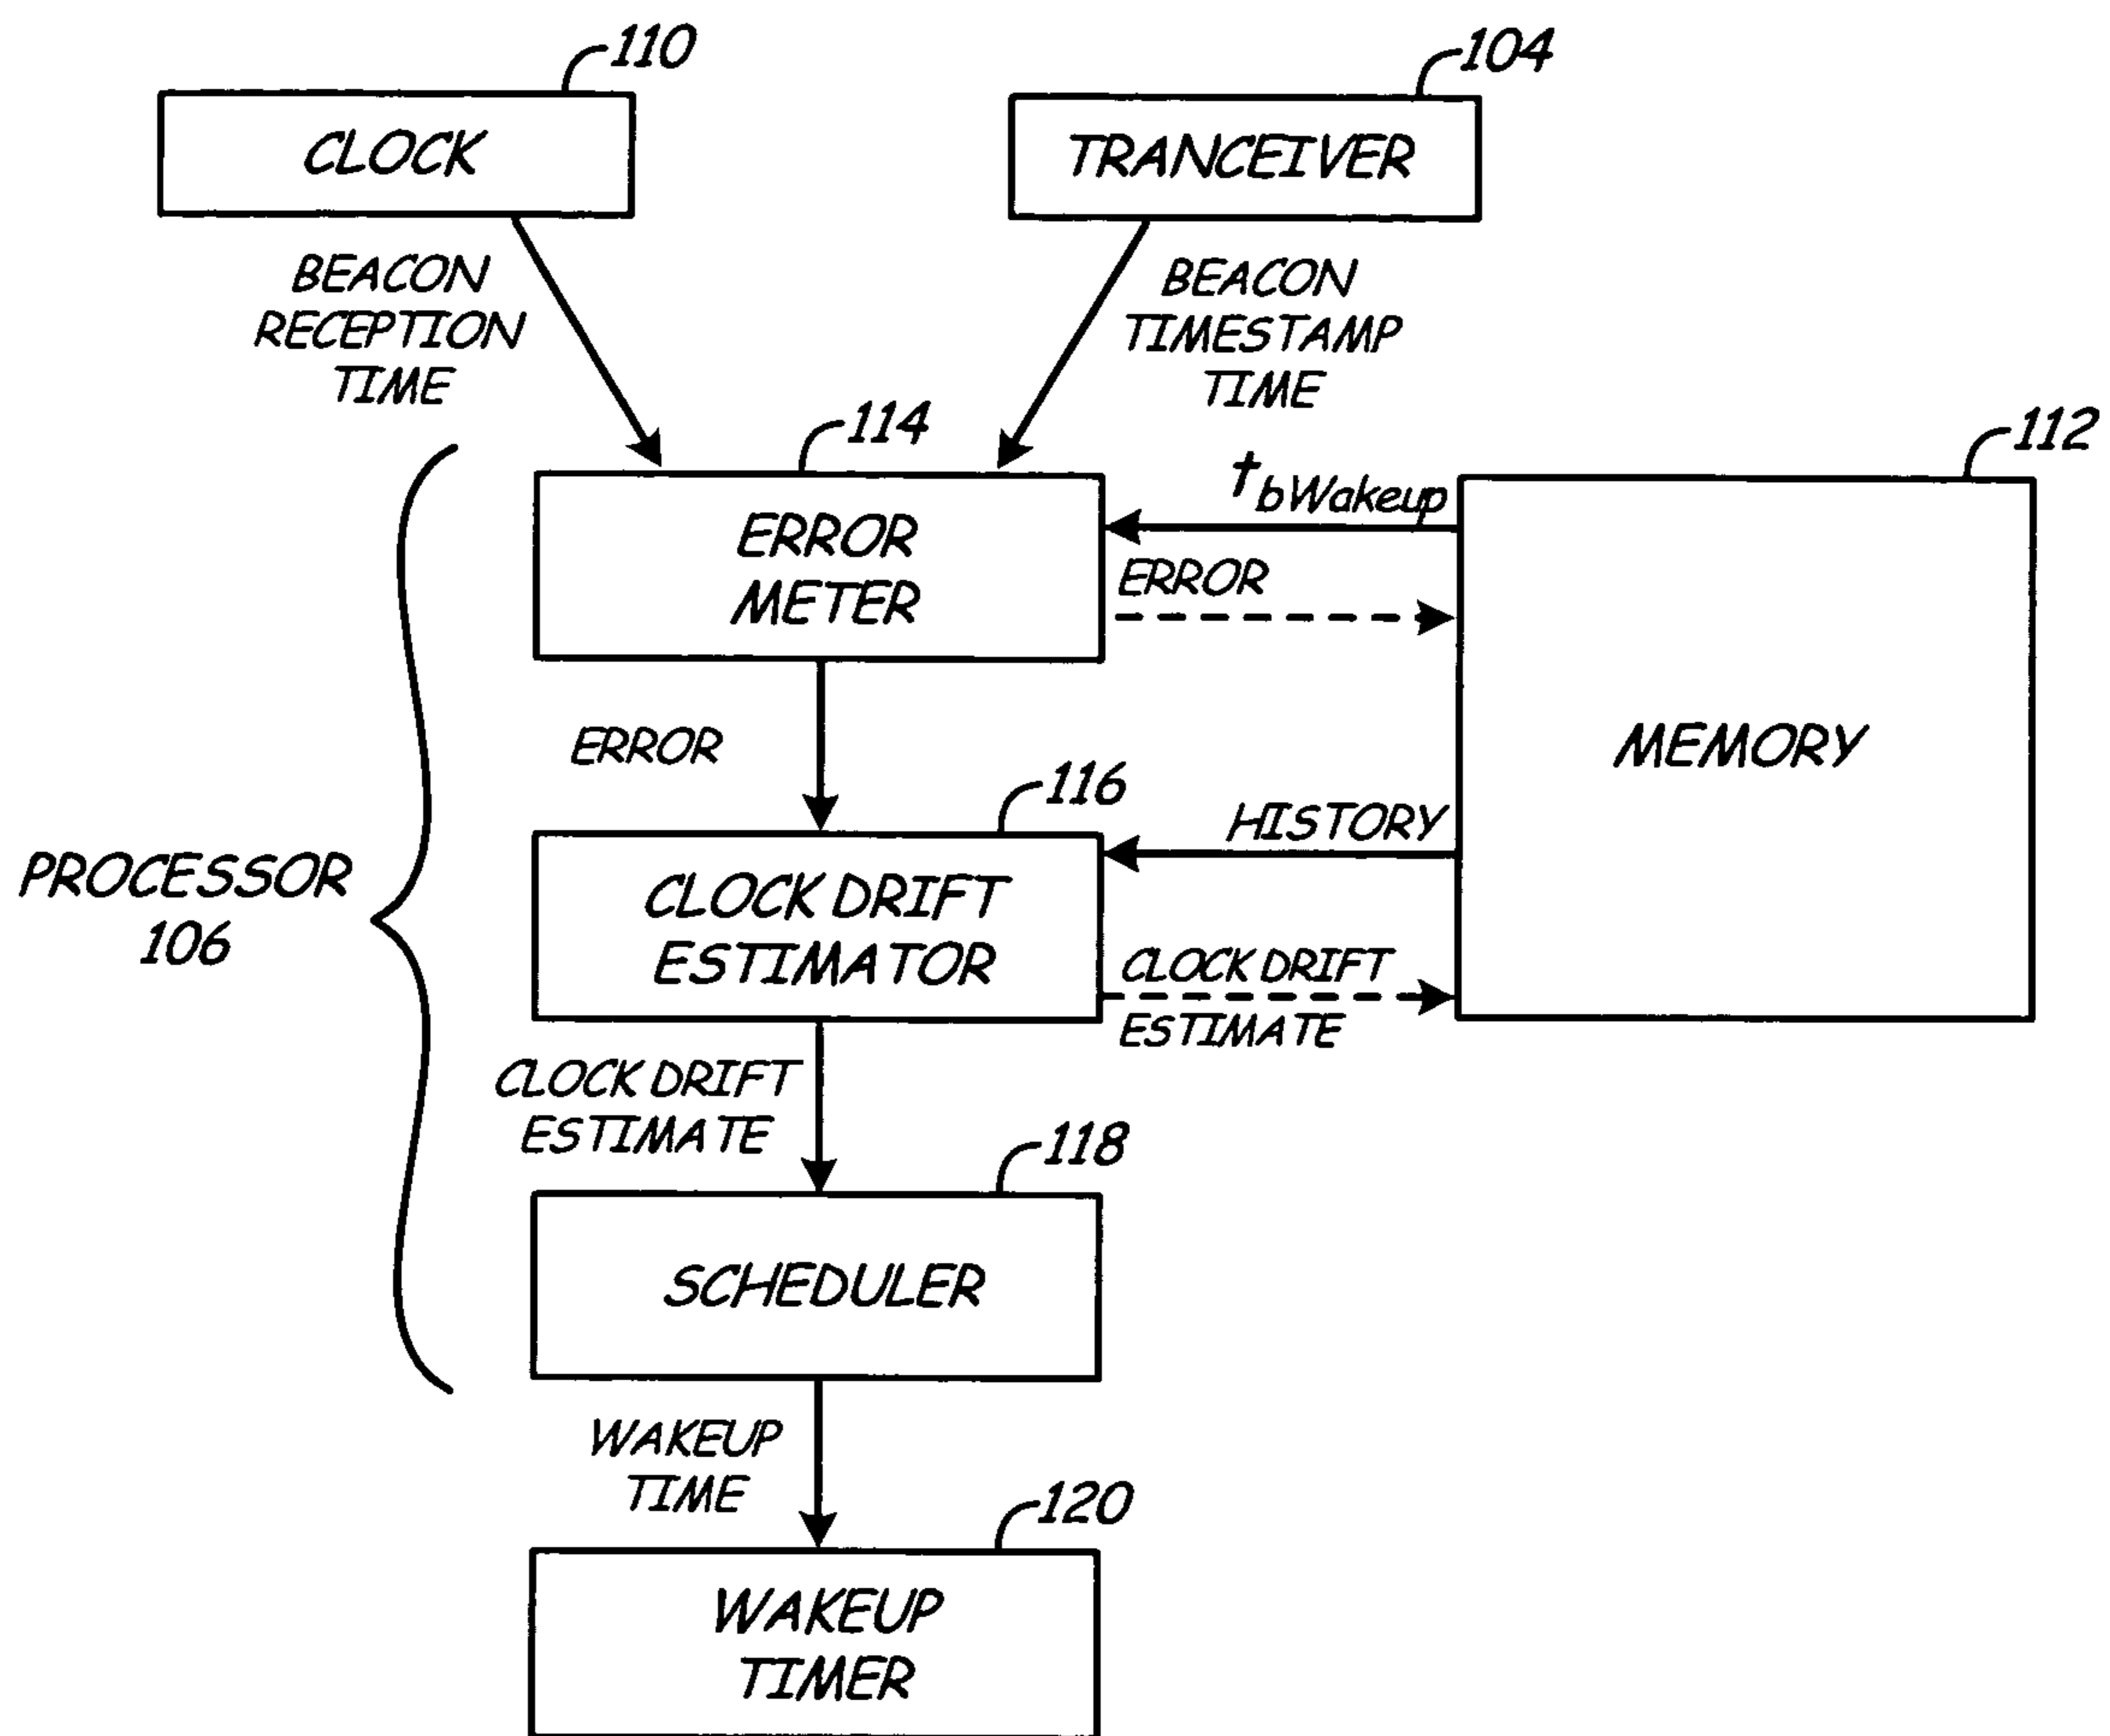 110
104
CLOCK
TRANCEIVER
BEACON
RECEPTION
TIME
BEACON
TIMESTAMP
TIME
114
112
tbWakeup
ERROR
METER
ERROR
MEMORY
ERROR
116
HISTORY
PROCESSOR
106
CLOCK DRIFT
ESTIMATOR
CLOCK DRIFT
ESTIMATE
CLOCK DRIFT
ESTIMATE
118
SCHEDULER
WAKEUP
TIME
120
WAKEUP
TIMER